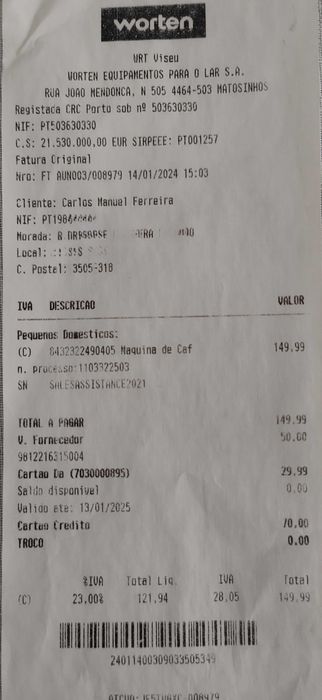 worten
WRT Viseu
WORTEN EQUIPAMENTOS PARA O LAR S.A.
RUA JOAO MENDONCA, N 505 4464-503 MATOSINHOS
Registada CRC Porto sob nº 503630330
NIF: PT503630330
C.S: 21.530.000,00 EUR SIRPEEE: PT001257
Fatura Original
Nro: FT AUN003/008979 14/01/2024 15:03
Cliente: Carlos Manuel Ferreira
NIF:
Morada:
Local:
C. Postal: 3505-318
IVA DESCRICAO VALOR
Pequenos Domesticos:
(C) 8432322490405 Maquina de Caf 149,99
n. processo:1103322503
SN SALESASSISTANCE2021
TOTAL A PAGAR 149,99
V. Fornecedor 50,00
9812216315004
Cartao Da (7030000895) 29,99
Saldo disponivel 0,00
Valido ate: 13/01/2025
Cartao Credito 70,00
TROCO 0.00
%IVA Total Liq. IVA Total
(C) 23,00% 121,94 28,05 149,99